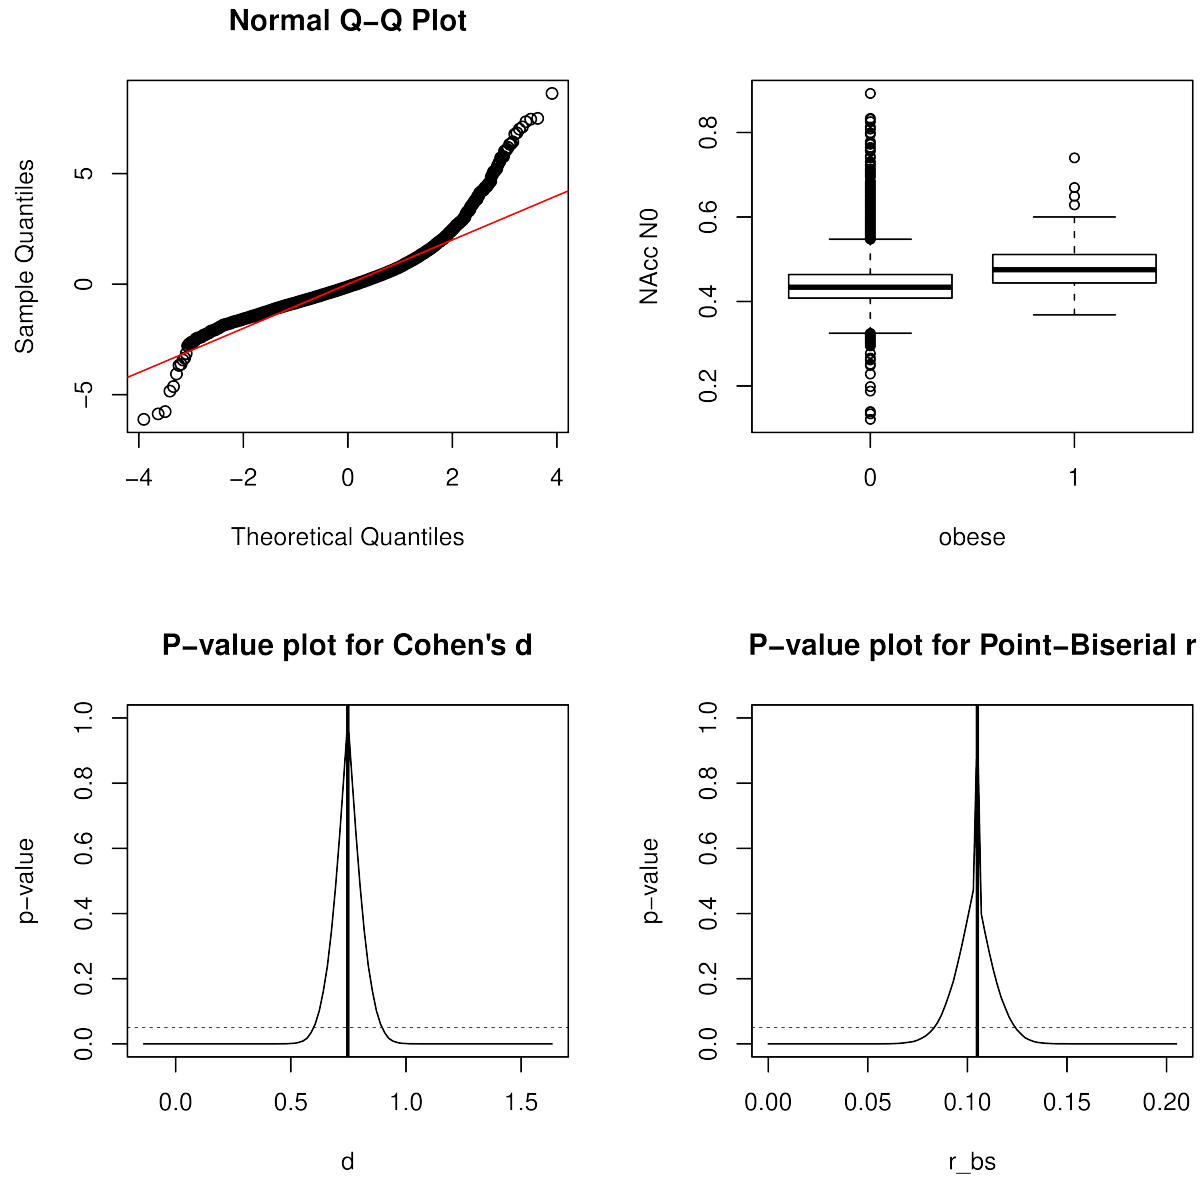 Normal Q−Q Plot
Sample Quantiles
5
0
−5
−4 −2 0 2 4
Theoretical Quantiles
NAcc N0
0.8
0.6
0.4
0.2
0 1
obese
P−value plot for Cohen's d
p−value
1.0
0.8
0.6
0.4
0.2
0.0
0.0 0.5 1.0 1.5
d
P−value plot for Point−Biserial r
p−value
1.0
0.8
0.6
0.4
0.2
0.0
0.00 0.05 0.10 0.15 0.20
r_bs